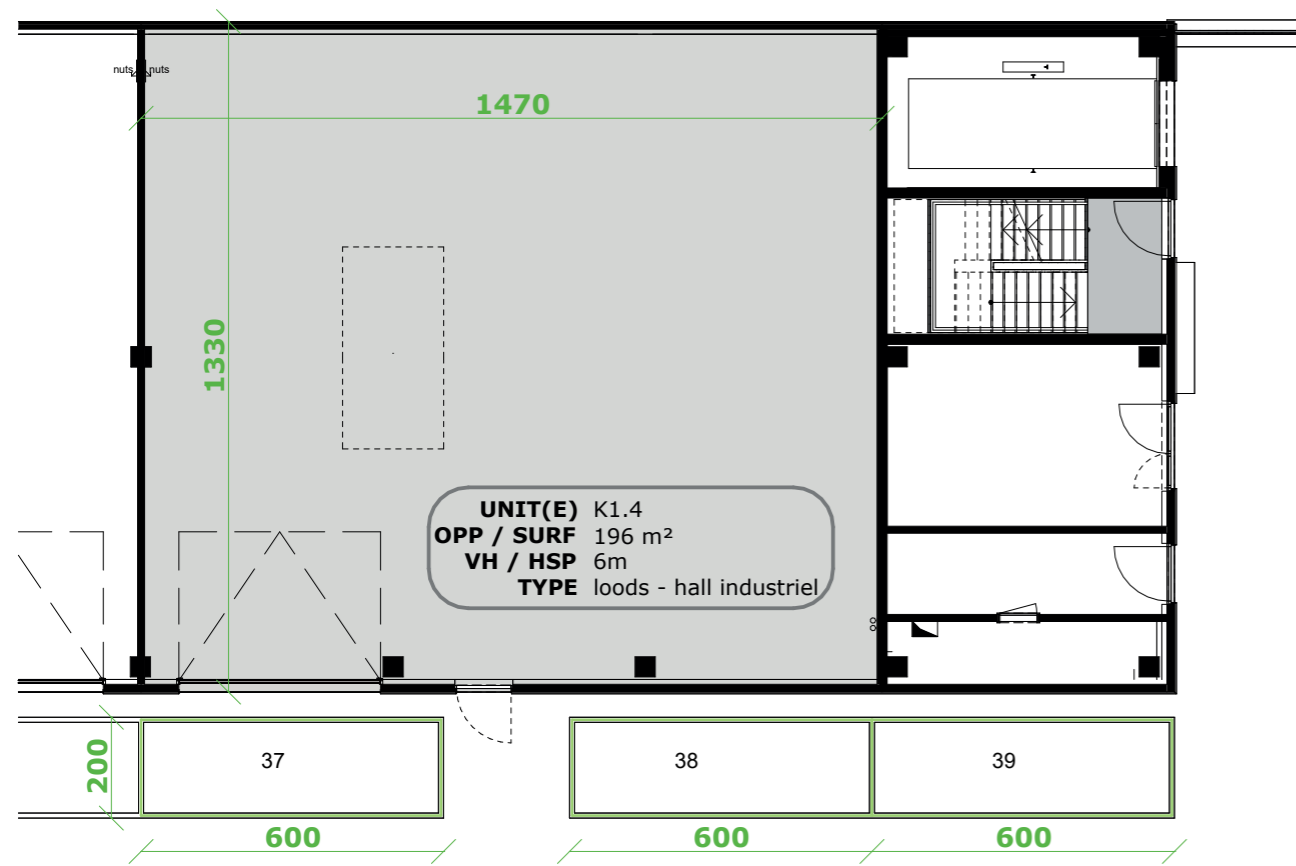 nuts nuts
1470
1330
UNIT(E) K1.4
OPP / SURF 196 m²
VH / HSP 6m
TYPE loods - hall industriel
200
37
38
39
600
600
600